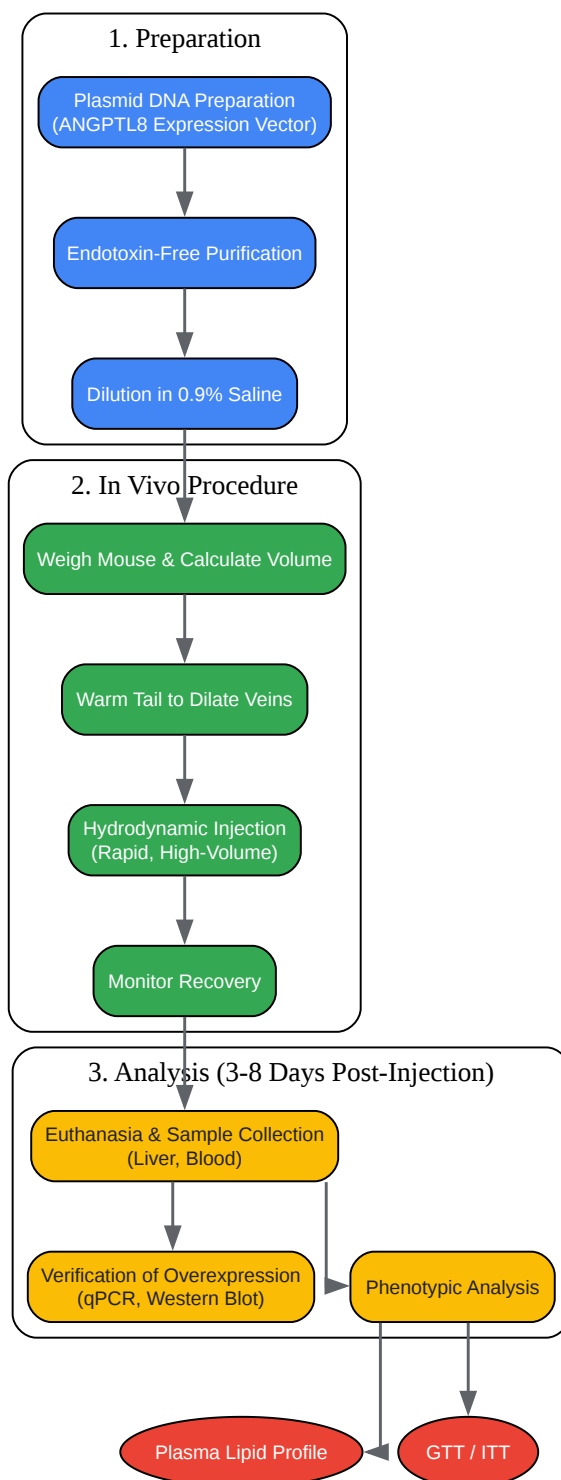 1. Preparation
Plasmid DNA Preparation
(ANGPTL8 Expression Vector)
Endotoxin-Free Purification
Dilution in 0.9% Saline
2. In Vivo Procedure
Weigh Mouse & Calculate Volume
Warm Tail to Dilate Veins
Hydrodynamic Injection
(Rapid, High-Volume)
Monitor Recovery
3. Analysis (3-8 Days Post-Injection)
Euthanasia & Sample Collection
(Liver, Blood)
Verification of Overexpression
(qPCR, Western Blot)
Phenotypic Analysis
Plasma Lipid Profile
GTT / ITT